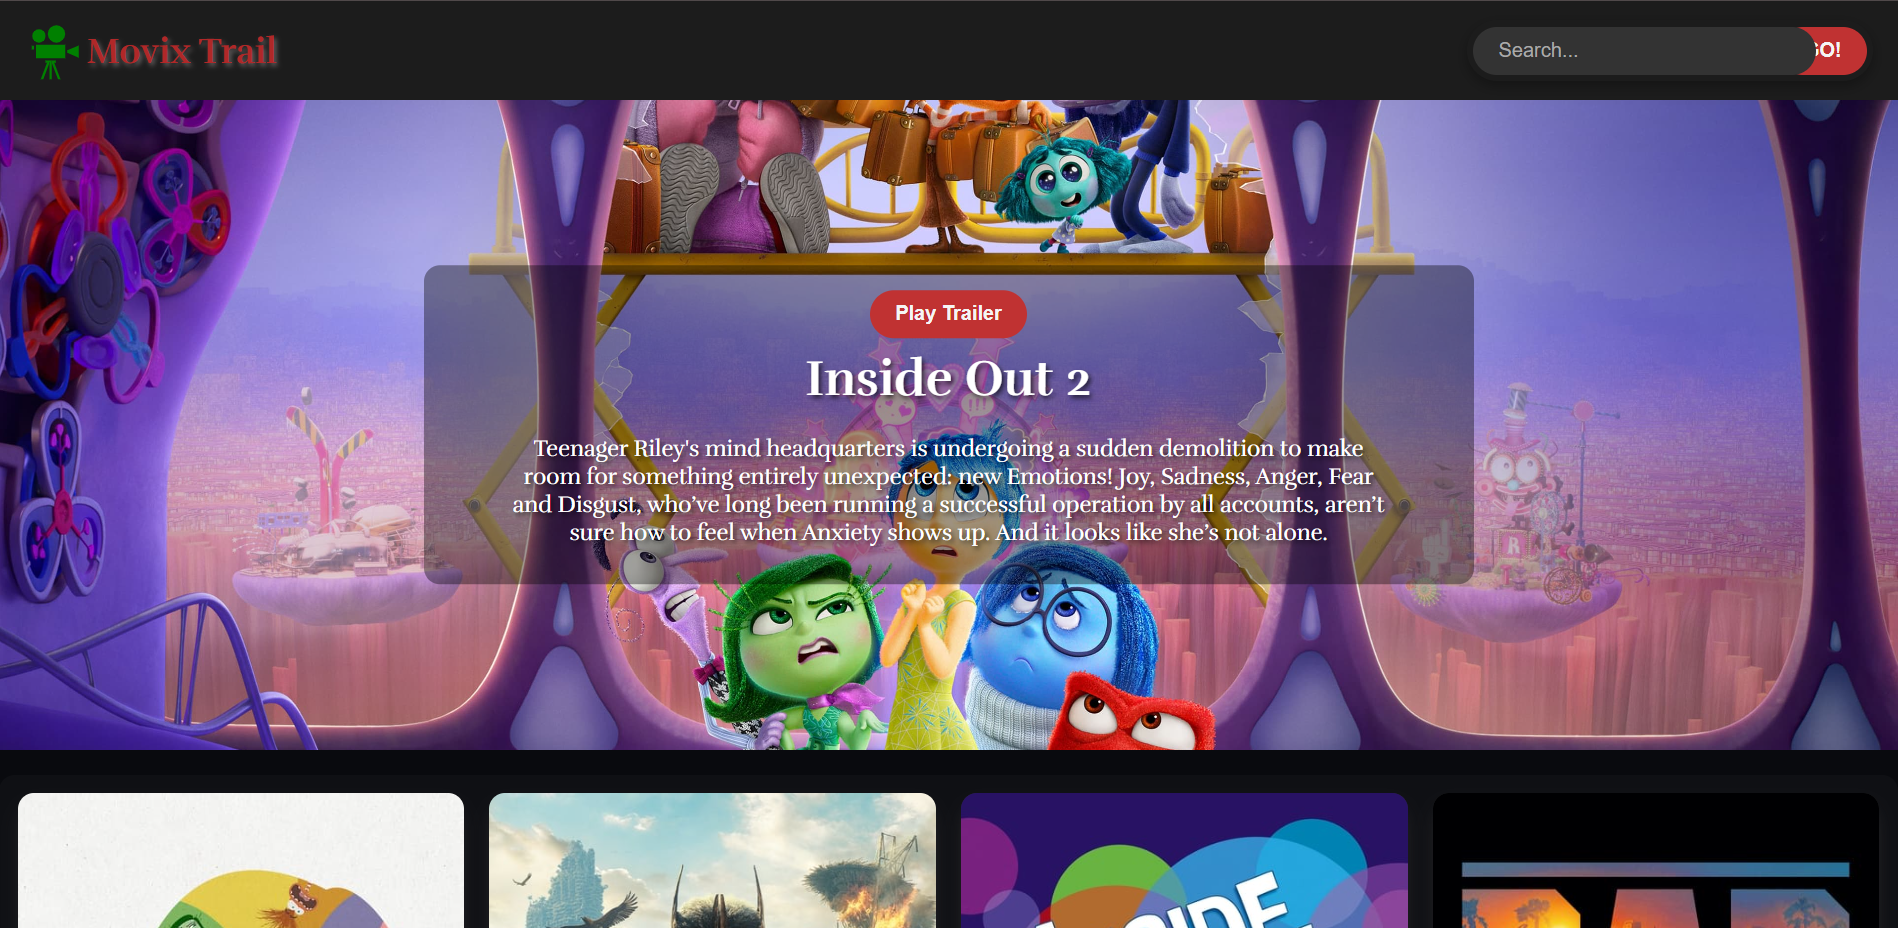 Movix Trail
Search...
GO!
Play Trailer
Inside Out 2
Teenager Riley's mind headquarters is undergoing a sudden demolition to make
room for something entirely unexpected: new Emotions! Joy, Sadness, Anger, Fear
and Disgust, who’ve long been running a successful operation by all accounts, aren’t
sure how to feel when Anxiety shows up. And it looks like she’s not alone.
R